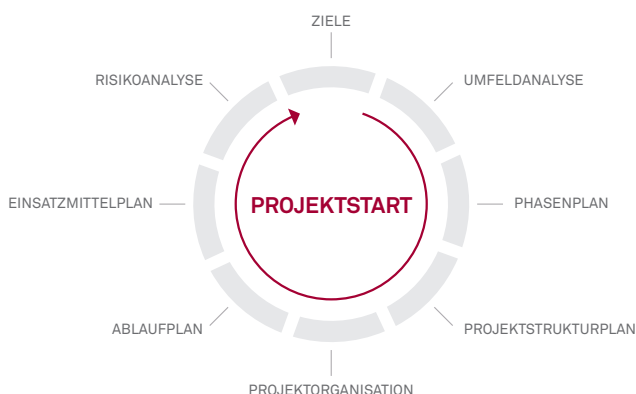 ZIELE
RISIKOANALYSE
UMFELDANALYSE
EINSATZMITTELPLAN
PROJEKTSTART
PHASENPLAN
ABLAUFPLAN
PROJEKTSTRUKTURPLAN
PROJEKTORGANISATION